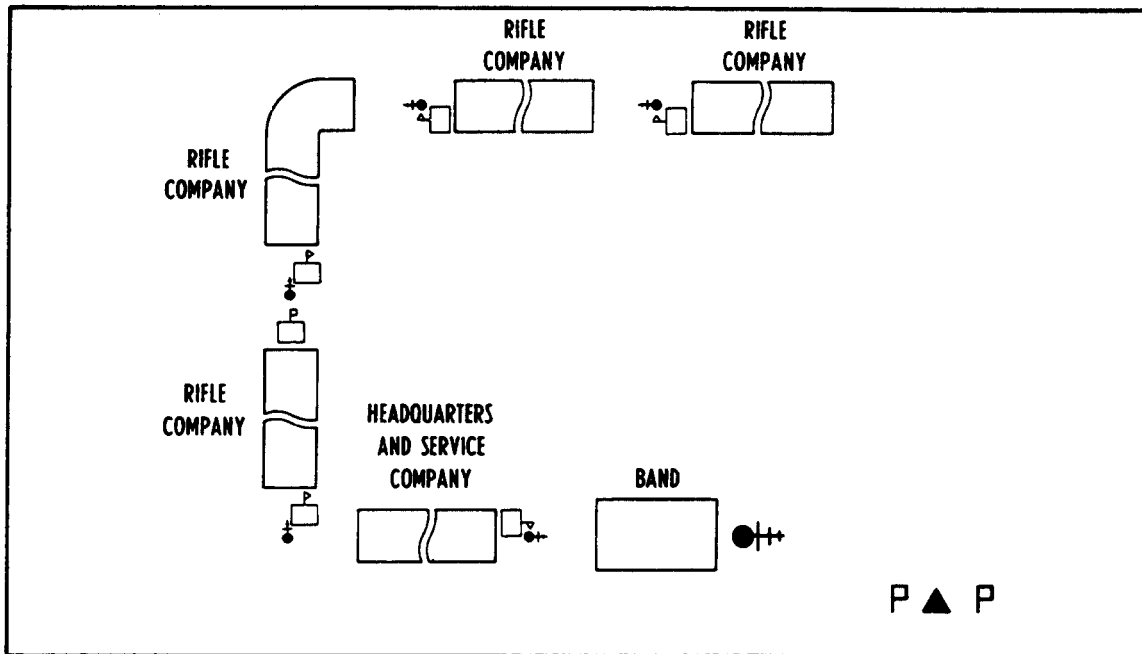 RIFLE
COMPANY
RIFLE
COMPANY
RIFLE
COMPANY
RIFLE
COMPANY
HEADQUARTERS
AND SERVICE
COMPANY
BAND